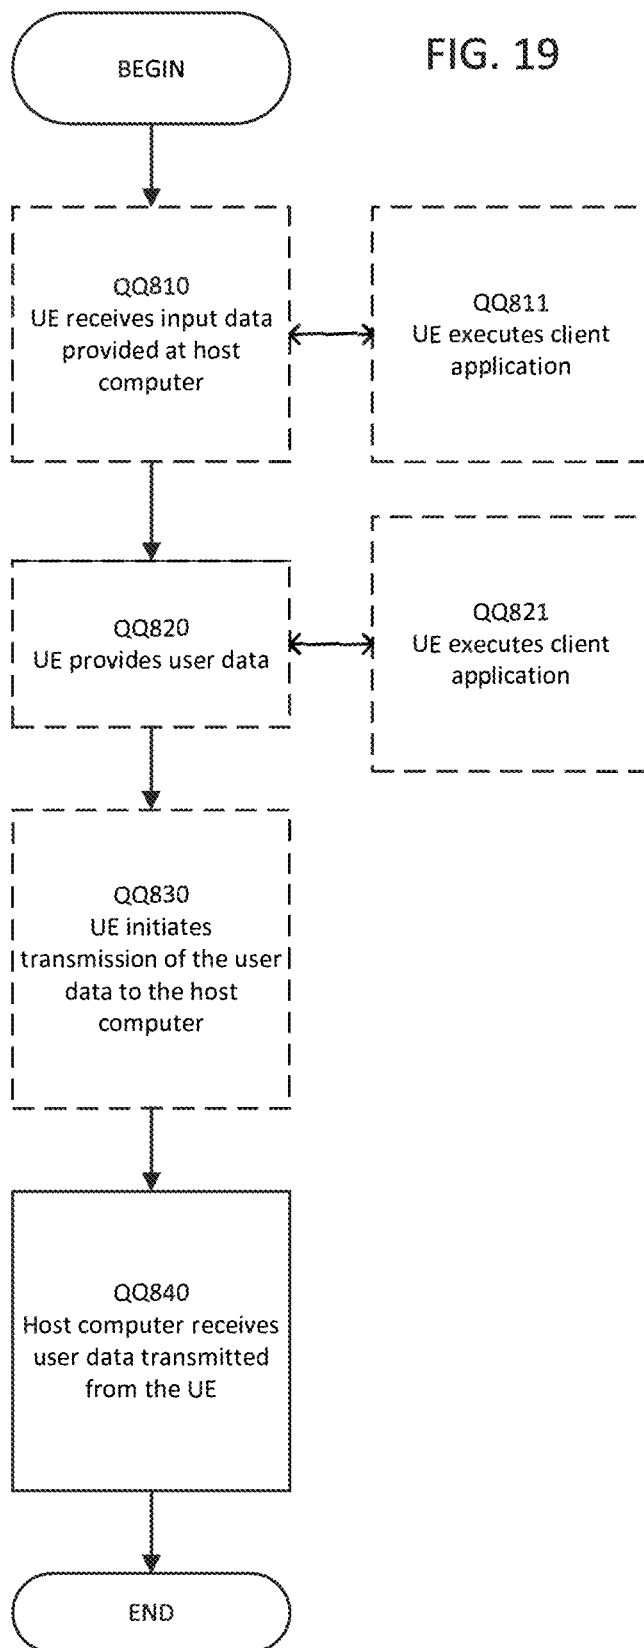 BEGIN
FIG. 19
QQ810
UE receives input data
provided at host
computer
QQ811
UE executes client
application
QQ820
UE provides user data
QQ821
UE executes client
application
QQ830
UE initiates
transmission of the user
data to the host
computer
QQ840
Host computer receives
user data transmitted
from the UE
END